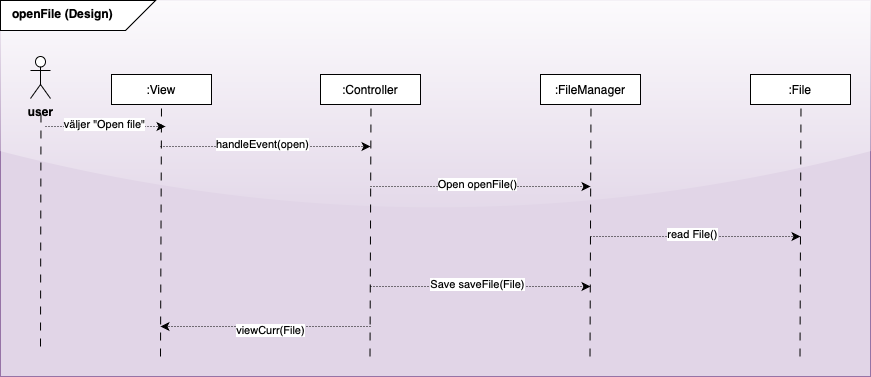 openFile (Design)
:View
:Controller
:FileManager
:File
user
väljer "Open file"
handleEvent(open)
Open openFile()
read File()
Save saveFile(File)
viewCurr(File)